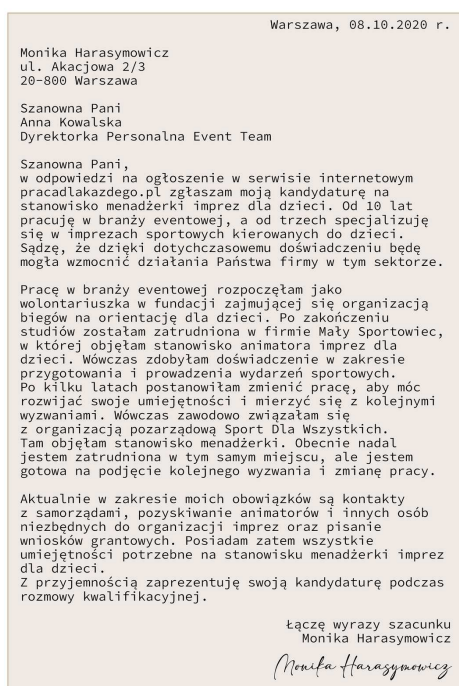 Warszawa, 08.10.2020 r.
Monika Harasymowicz
ul. Akacjowa 2/3
20-800 Warszawa
Szanowna Pani
Anna Kowalska
Dyrektorka Personalna Event Team
Szanowna Pani,
w odpowiedzi na ogłoszenie w serwisie internetowym
pracadlakazdego.pl zgłaszam moją kandydaturę na
stanowisko menadżerki imprez dla dzieci. Od 10 lat
pracuję w branży eventowej, a od trzech specjalizuję
się w imprezach sportowych kierowanych do dzieci.
Sądzę, że dzięki dotychczasowemu doświadczeniu będę
mogła wzmocnić działania Państwa firmy w tym sektorze.
Pracę w branży eventowej rozpoczęłam jako
wolontariuszka w fundacji zajmującej się organizacją
biegów na orientację dla dzieci. Po zakończeniu
studiów zostałam zatrudniona w firmie Mały Sportowiec,
w której objęłam stanowisko animatora imprez dla
dzieci. Wówczas zdobyłam doświadczenie w zakresie
przygotowania i prowadzenia wydarzeń sportowych.
Po kilku latach postanowiłam zmienić pracę, aby móc
rozwijać swoje umiejętności i mierzyć się z kolejnymi
wyzwaniami. Wówczas zawodowo związałam się
z organizacją pozarządową Sport Dla Wszystkich.
Tam objęłam stanowisko menadżerki. Obecnie nadal
jestem zatrudniona w tym samym miejscu, ale jestem
gotowa na podjęcie kolejnego wyzwania i zmianę pracy.
Aktualnie w zakresie moich obowiązków są kontakty
z samorządami, pozyskiwanie animatorów i innych osób
niezbędnych do organizacji imprez oraz pisanie
wniosków grantowych. Posiadam zatem wszystkie
umiejętności potrzebne na stanowisku menadżerki imprez
dla dzieci.
Z przyjemnością zaprezentuję swoją kandydaturę podczas
rozmowy kwalifikacyjnej.
Łączę wyrazy szacunku
Monika Harasymowicz
Monika Harasymowicz